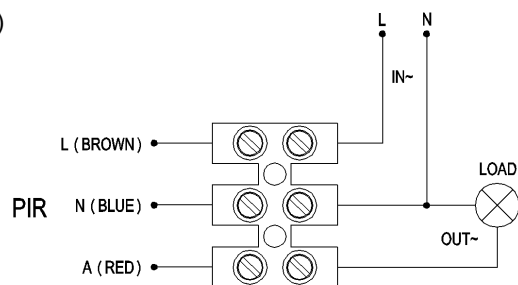 )
L N
IN~
L (BROWN)
LOAD
PIR N (BLUE)
OUT~
A (RED)